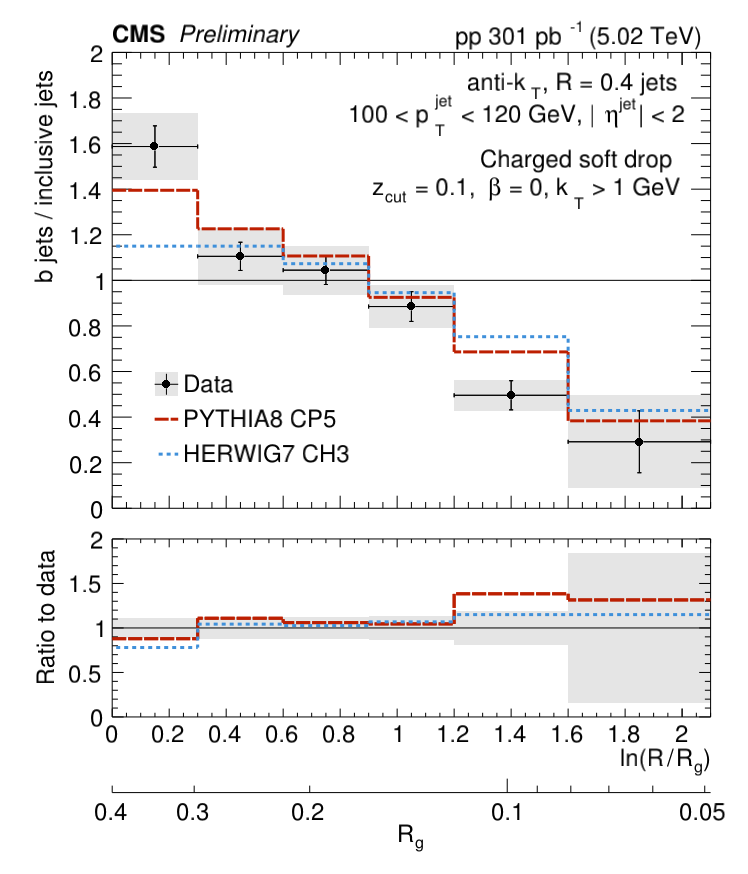 CMS Preliminary pp 301 pb⁻¹ (5.02 TeV)
anti-k_T, R = 0.4 jets
100 < p_T^jet < 120 GeV, | η^jet| < 2
Charged soft drop
z_cut = 0.1, β = 0, k_T > 1 GeV
b jets / inclusive jets
2
1.8
1.6
1.4
1.2
1
0.8
0.6
0.4
0.2
0
Data
PYTHIA8 CP5
HERWIG7 CH3
Ratio to data
2
1.5
1
0.5
0
0 0.2 0.4 0.6 0.8 1 1.2 1.4 1.6 1.8 2
ln(R/R_g)
0.4 0.3 0.2 0.1 0.05
R_g